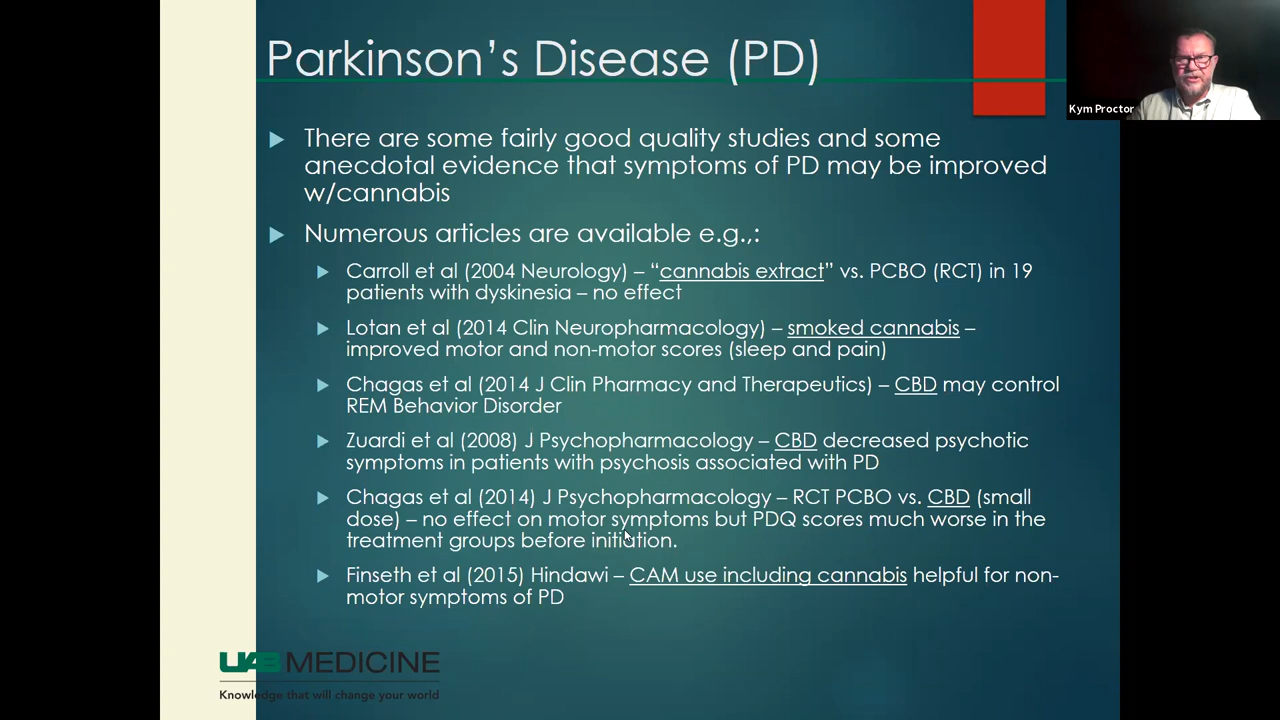 Parkinson's Disease (PD)
Kym Proctor
There are some fairly good quality studies and some
anecdotal evidence that symptoms of PD may be improved
w/cannabis
Numerous articles are available e.g.,:
Carroll et al (2004 Neurology) – “cannabis extract” vs. PCBO (RCT) in 19
patients with dyskinesia – no effect
Lotan et al (2014 Clin Neuropharmacology) – smoked cannabis –
improved motor and non-motor scores (sleep and pain)
Chagas et al (2014 J Clin Pharmacy and Therapeutics) – CBD may control
REM Behavior Disorder
Zuardi et al (2008) J Psychopharmacology – CBD decreased psychotic
symptoms in patients with psychosis associated with PD
Chagas et al (2014) J Psychopharmacology – RCT PCBO vs. CBD (small
dose) – no effect on motor symptoms but PDQ scores much worse in the
treatment groups before initiation.
Finseth et al (2015) Hindawi – CAM use including cannabis helpful for non-
motor symptoms of PD
UAB MEDICINE
Knowledge that will change your world